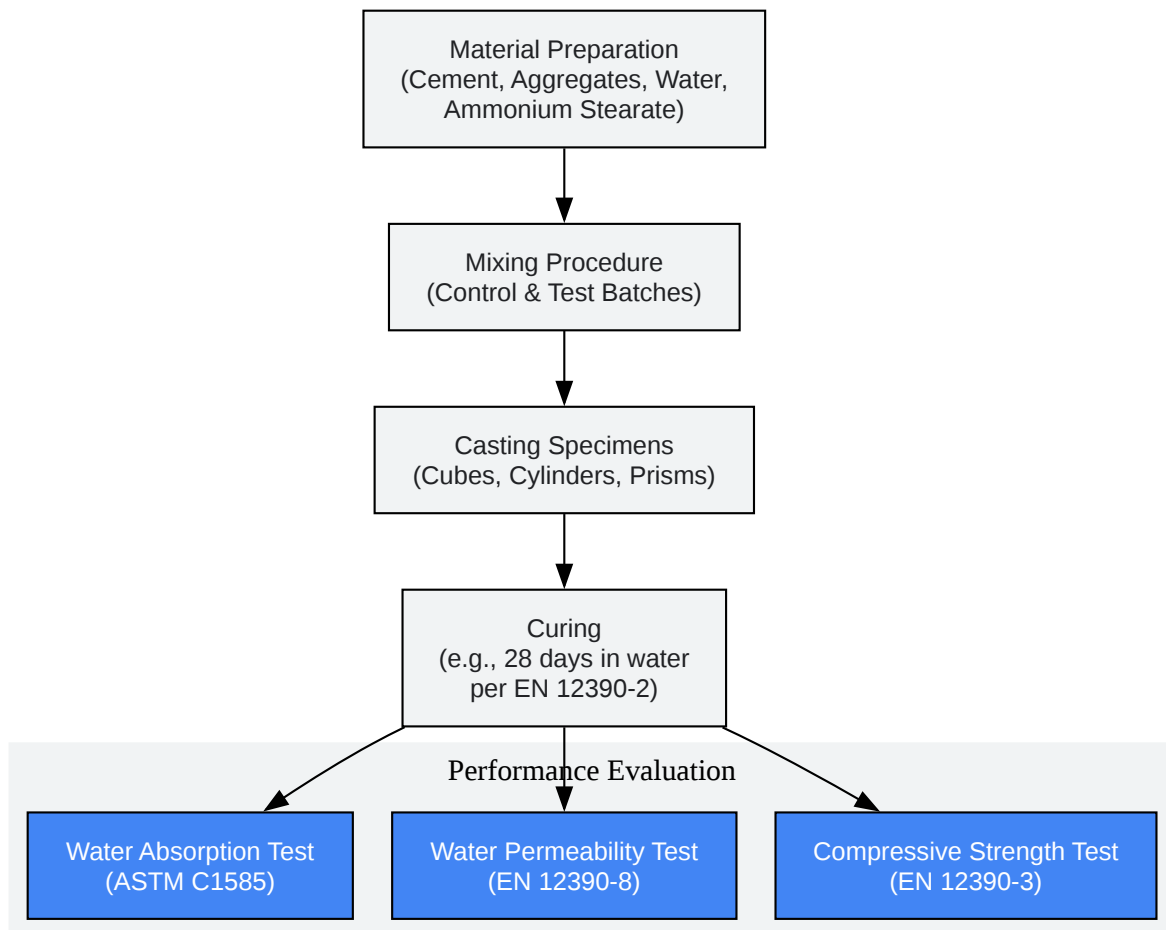 Material Preparation
(Cement, Aggregates, Water,
Ammonium Stearate)
Mixing Procedure
(Control & Test Batches)
Casting Specimens
(Cubes, Cylinders, Prisms)
Curing
(e.g., 28 days in water
per EN 12390-2)
Performance Evaluation
Water Absorption Test
(ASTM C1585)
Water Permeability Test
(EN 12390-8)
Compressive Strength Test
(EN 12390-3)